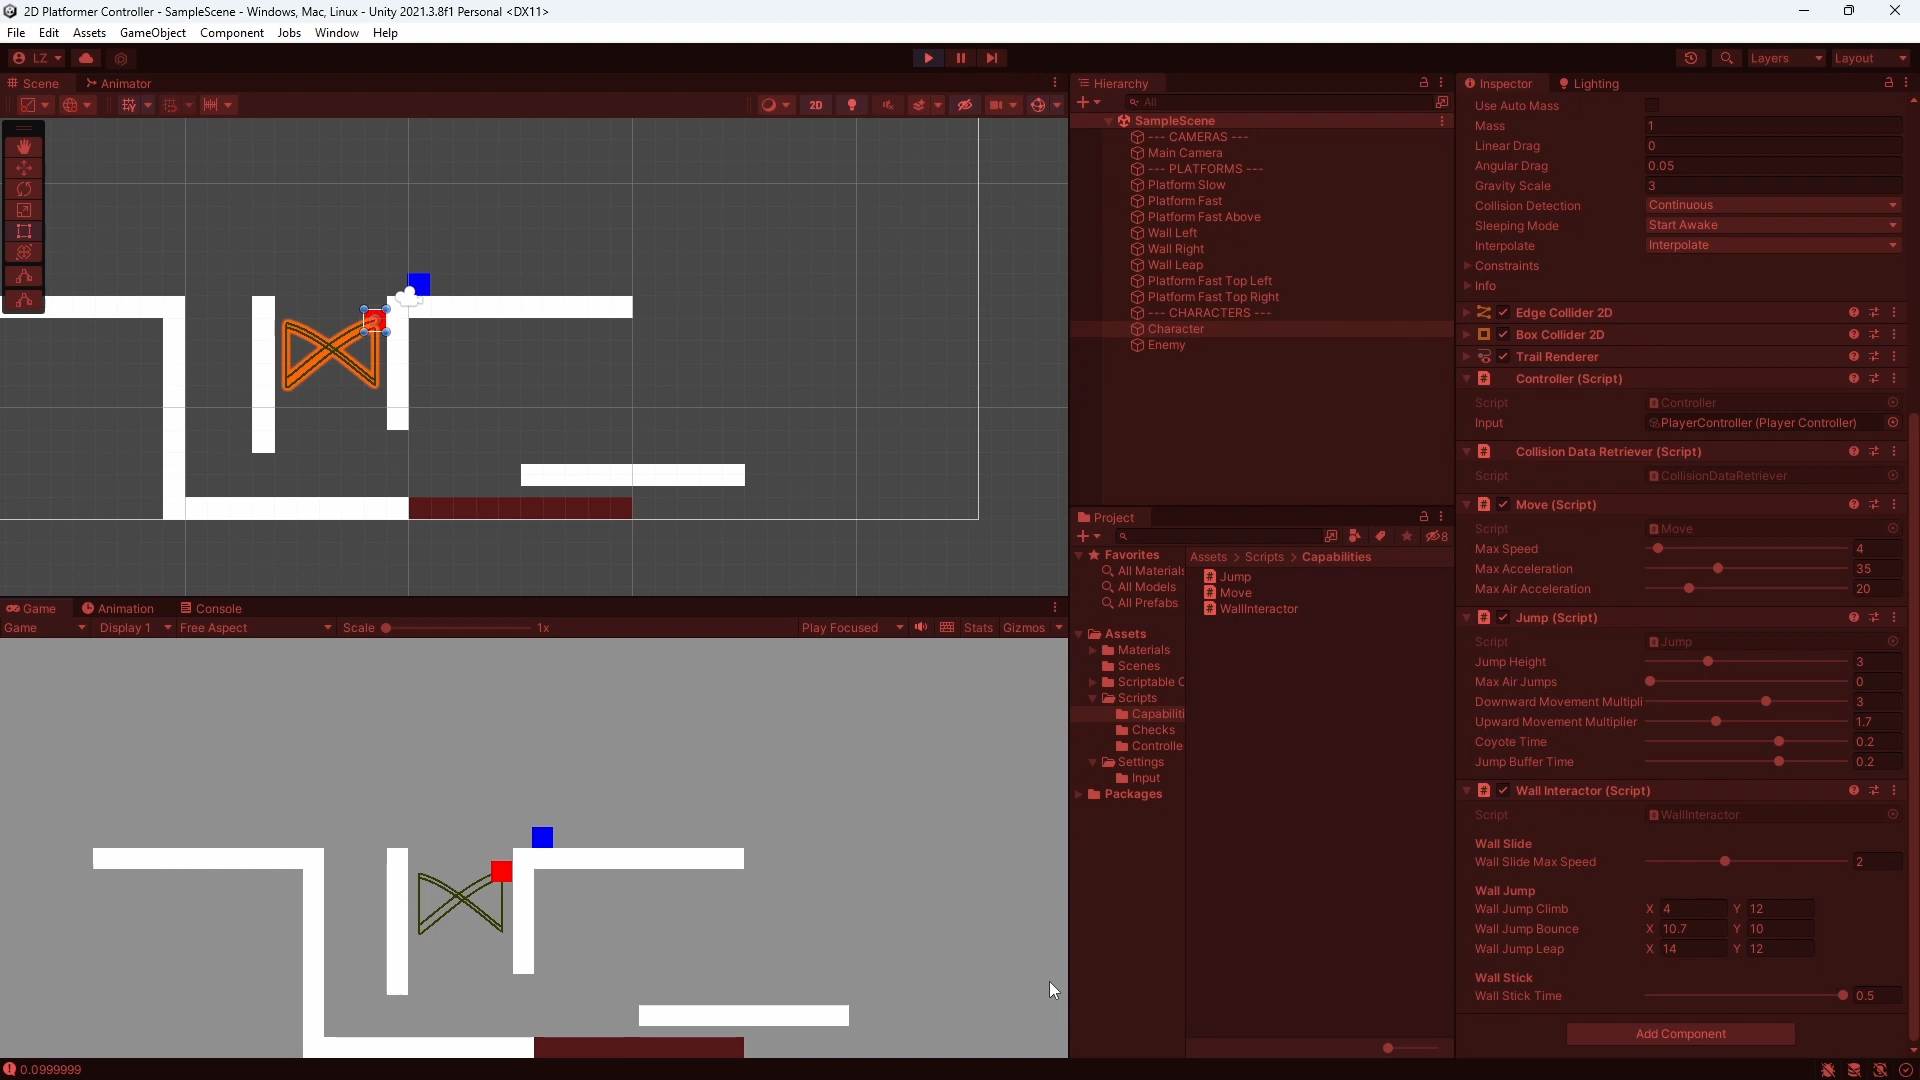 2D Platformer Controller - SampleScene - Windows, Mac, Linux - Unity 2021.3.8f1 Personal <DX11>
File Edit Assets GameObject Component Jobs Window Help
LZ Layers Layout
Scene Animator
2D
Game Animation Console
Game Display 1 Free Aspect Scale 1x Play Focused Stats Gizmos
0.0999999
Hierarchy
All
SampleScene
--- CAMERAS ---
Main Camera
--- PLATFORMS ---
Platform Slow
Platform Fast
Platform Fast Above
Wall Left
Wall Right
Wall Leap
Platform Fast Top Left
Platform Fast Top Right
--- CHARACTERS ---
Character
Enemy
Project
8
Favorites
All Materials
All Models
All Prefabs
Assets
Materials
Scenes
Scriptable C
Scripts
Capabiliti
Checks
Controlle
Settings
Input
Packages
Assets > Scripts > Capabilities
Jump
Move
WallInteractor
Inspector Lighting
Use Auto Mass
Mass 1
Linear Drag 0
Angular Drag 0.05
Gravity Scale 3
Collision Detection Continuous
Sleeping Mode Start Awake
Interpolate Interpolate
Constraints
Info
Edge Collider 2D
Box Collider 2D
Trail Renderer
Controller (Script)
Script Controller
Input PlayerController (Player Controller)
Collision Data Retriever (Script)
Script CollisionDataRetriever
Move (Script)
Script Move
Max Speed 4
Max Acceleration 35
Max Air Acceleration 20
Jump (Script)
Script Jump
Jump Height 3
Max Air Jumps 0
Downward Movement Multipli 3
Upward Movement Multiplier 1.7
Coyote Time 0.2
Jump Buffer Time 0.2
Wall Interactor (Script)
Script WallInteractor
Wall Slide
Wall Slide Max Speed 2
Wall Jump
Wall Jump Climb X 4 Y 12
Wall Jump Bounce X 10.7 Y 10
Wall Jump Leap X 14 Y 12
Wall Stick
Wall Stick Time 0.5
Add Component